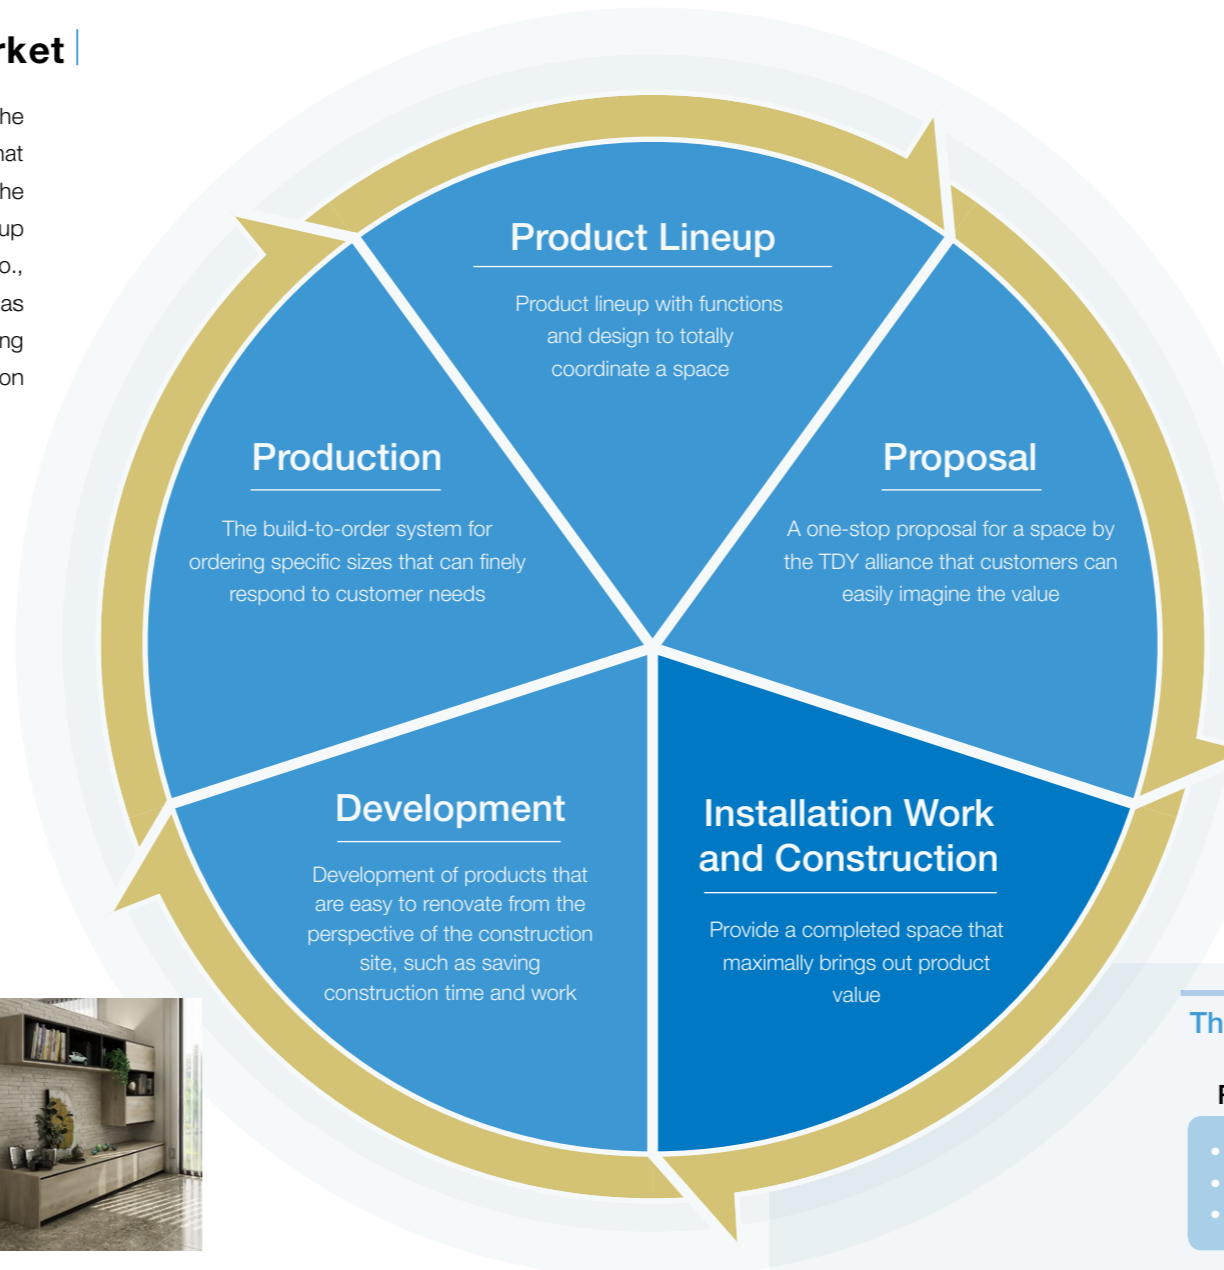 Product Lineup
Product lineup with functions
and design to totally
coordinate a space
Production
The build-to-order system for
ordering specific sizes that can finely
respond to customer needs
Proposal
A one-stop proposal for a space by
the TDY alliance that customers can
easily imagine the value
Development
Development of products that
are easy to renovate from the
perspective of the construction
site, such as saving
construction time and work
Installation Work
and Construction
Provide a completed space that
maximally brings out product
value